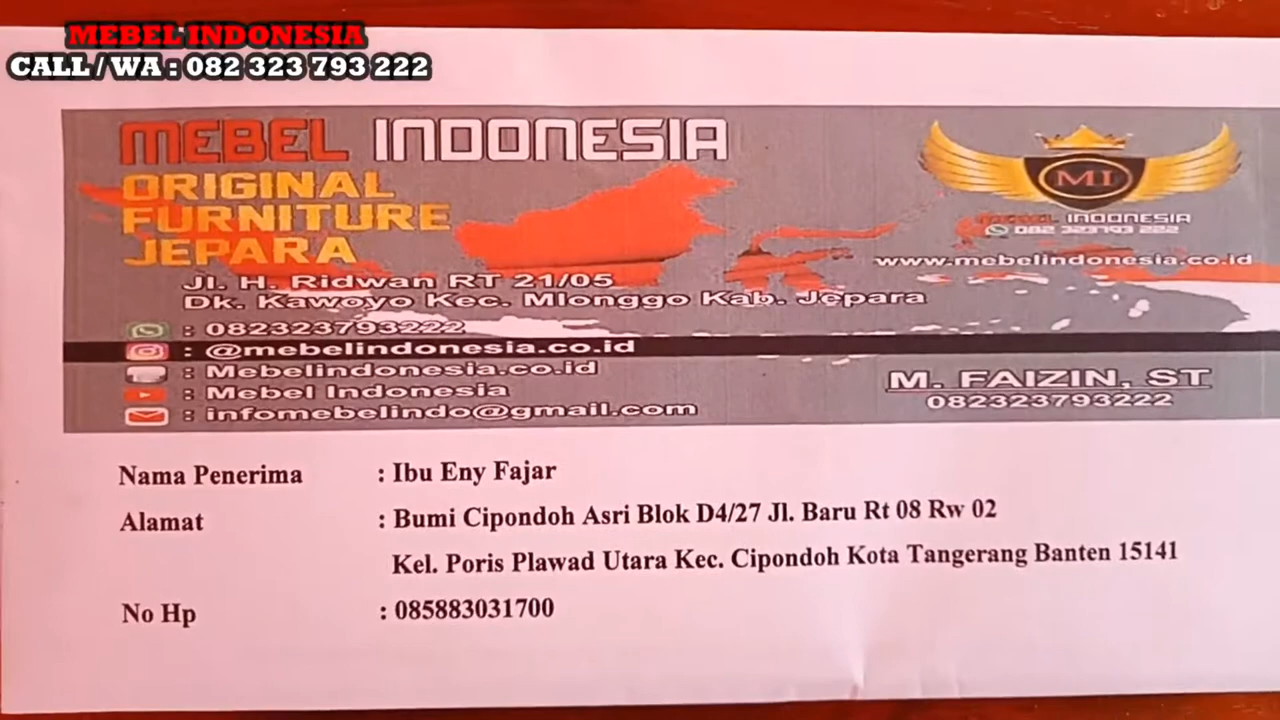 MEBEL INDONESIA
CALL / WA : 082 323 793 222
MEBEL INDONESIA
ORIGINAL
FURNITURE
JEPARA
Jl. H. Ridwan RT 21/05
Dk. Kawoyo Kec. Mlonggo Kab. Jepara
: 082323793222
: @mebelindonesia.co.id
: Mebelindonesia.co.id
: Mebel Indonesia
: infomebelindo@gmail.com
MI
MEBEL INDONESIA
082 323793 222
www.mebelindonesia.co.id
M. FAIZIN, ST
082323793222
Nama Penerima : Ibu Eny Fajar
Alamat : Bumi Cipondoh Asri Blok D4/27 Jl. Baru Rt 08 Rw 02
Kel. Poris Plawad Utara Kec. Cipondoh Kota Tangerang Banten 15141
No Hp : 085883031700